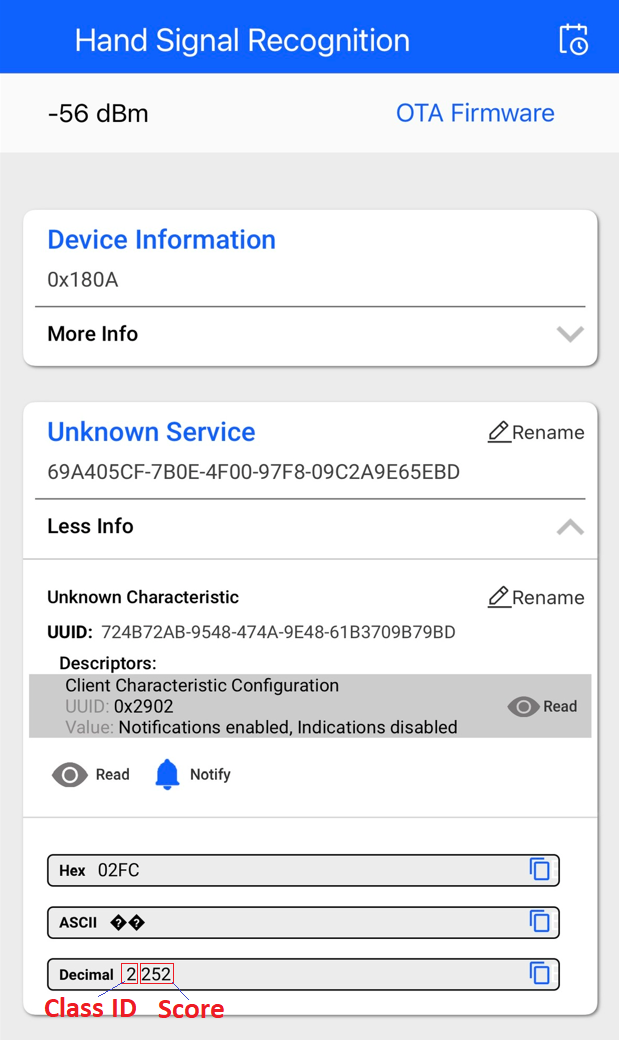 Hand Signal Recognition
-56 dBm OTA Firmware
Device Information
0x180A
More Info
Unknown Service Rename
69A405CF-7B0E-4F00-97F8-09C2A9E65EBD
Less Info
Unknown Characteristic Rename
UUID: 724B72AB-9548-474A-9E48-61B3709B79BD
Descriptors:
Client Characteristic Configuration
UUID: 0x2902 Read
Value: Notifications enabled, Indications disabled
Read Notify
Hex 02FC
ASCII ��
Decimal 2 252
Class ID Score